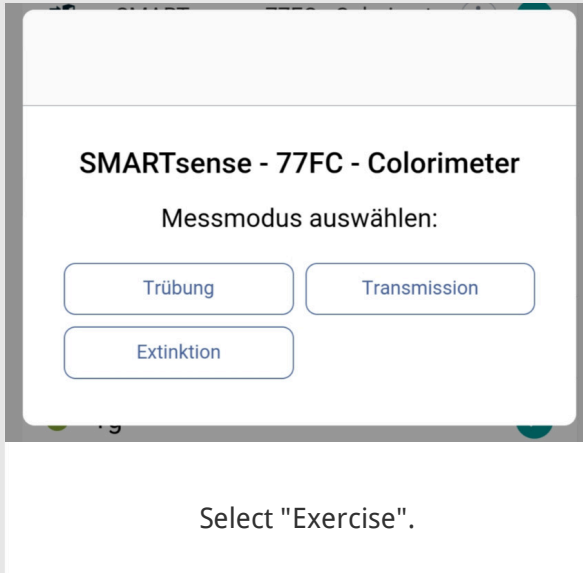 SMARTsense - 77FC - Colorimeter
Messmodus auswählen:
Trübung
Transmission
Extinktion
Select "Exercise".